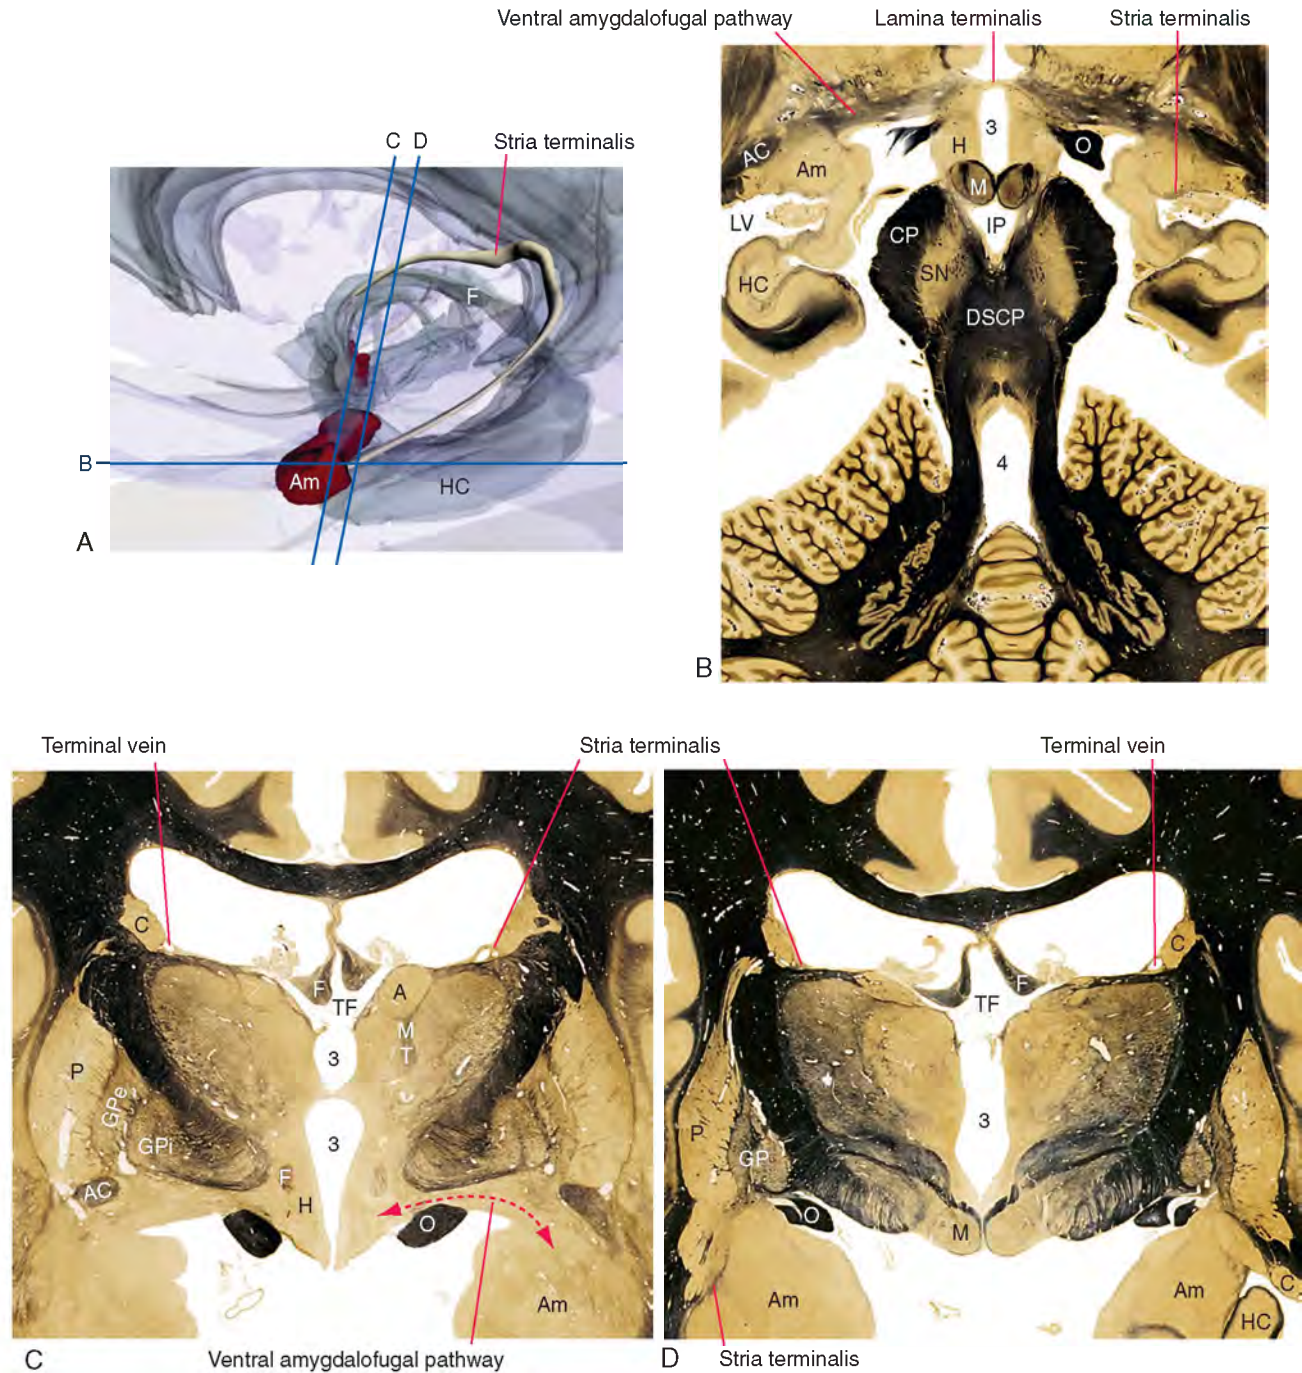 Ventral amygdalofugal pathway
Lamina terminalis
Stria terminalis
C D
Stria terminalis
F
B
Am
HC
A
3
H
O
AC
Am
M
LV
IP
CP
SN
HC
DSCP
4
B
Terminal vein
Stria terminalis
Terminal vein
C
F
TF
A
M
T
3
P
GPe
GPi
3
F
AC
H
O
Am
C
Ventral amygdalofugal pathway
C
F
TF
3
P
GP
O
M
Am
Am
C
HC
D
Stria terminalis